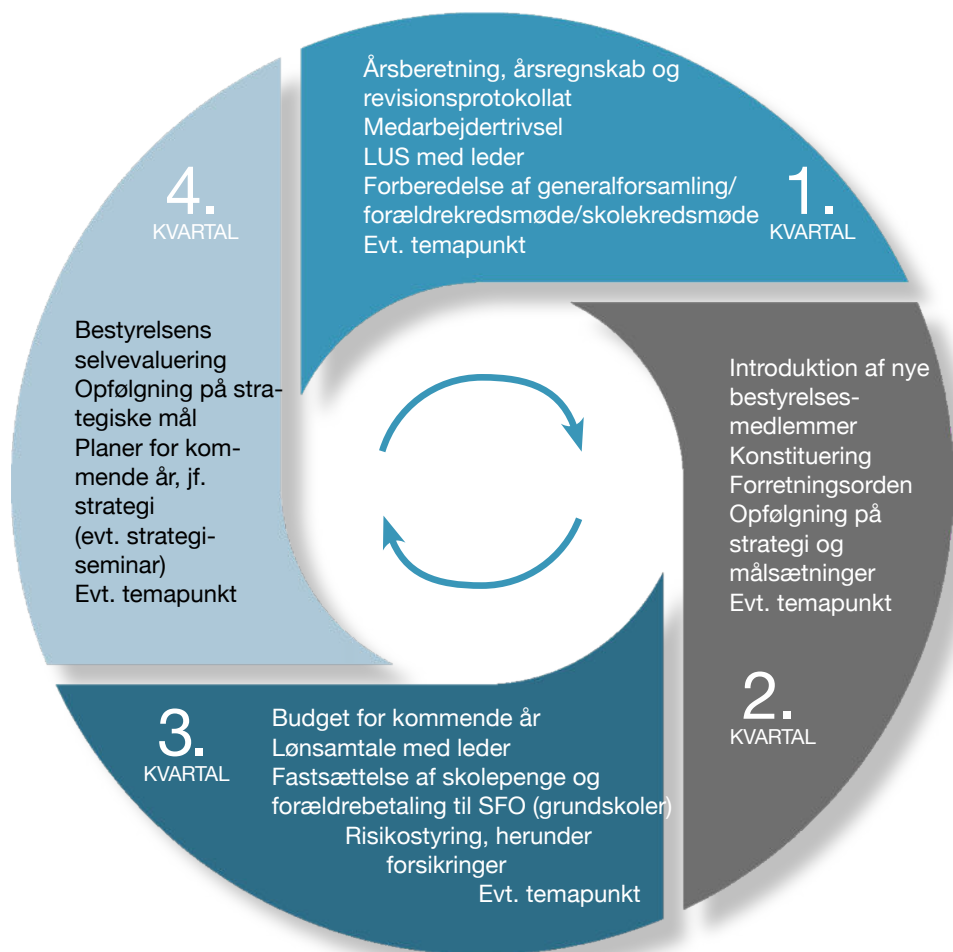 Årsberetning, årsregnskab og
revisionsprotokollat
Medarbejdertrivsel
LUS med leder
Forberedelse af generalforsamling/
forældrekredsmøde/skolekredsmøde
Evt. temapunkt
1.
KVARTAL
Introduktion af nye
bestyrelses-
medlemmer
Konstituering
Forretningsorden
Opfølgning på
strategi og
målsætninger
Evt. temapunkt
2.
KVARTAL
3.
KVARTAL
Budget for kommende år
Lønsamtale med leder
Fastsættelse af skolepenge og
forældrebetaling til SFO (grundskoler)
Risikostyring, herunder
forsikringer
Evt. temapunkt
4.
KVARTAL
Bestyrelsens
selvevaluering
Opfølgning på stra-
tegiske mål
Planer for kom-
mende år, jf.
strategi
(evt. strategi-
seminar)
Evt. temapunkt